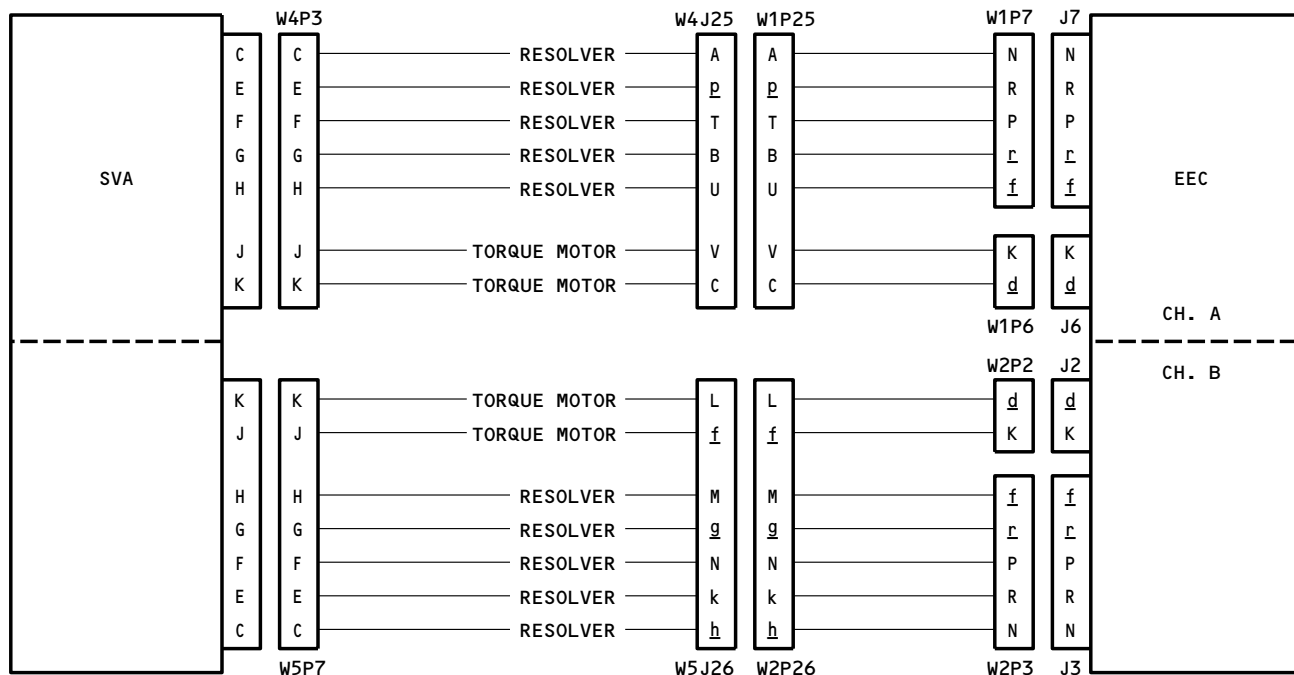 W4P3 W4J25 W1P25 W1P7 J7
C C RESOLVER A A N N
E E RESOLVER p p R R
F F RESOLVER T T P P
G G RESOLVER B B r r
SVA EEC
H H RESOLVER U U f f
J J TORQUE MOTOR V V K K
K K TORQUE MOTOR C C d d
CH. A
W1P6 J6
W2P2 J2
CH. B
K K TORQUE MOTOR L L d d
J J TORQUE MOTOR f f K K
H H RESOLVER M M f f
G G RESOLVER g g r r
F F RESOLVER N N P P
E E RESOLVER k k R R
C C RESOLVER h h N N
W5P7 W5J26 W2P26 W2P3 J3